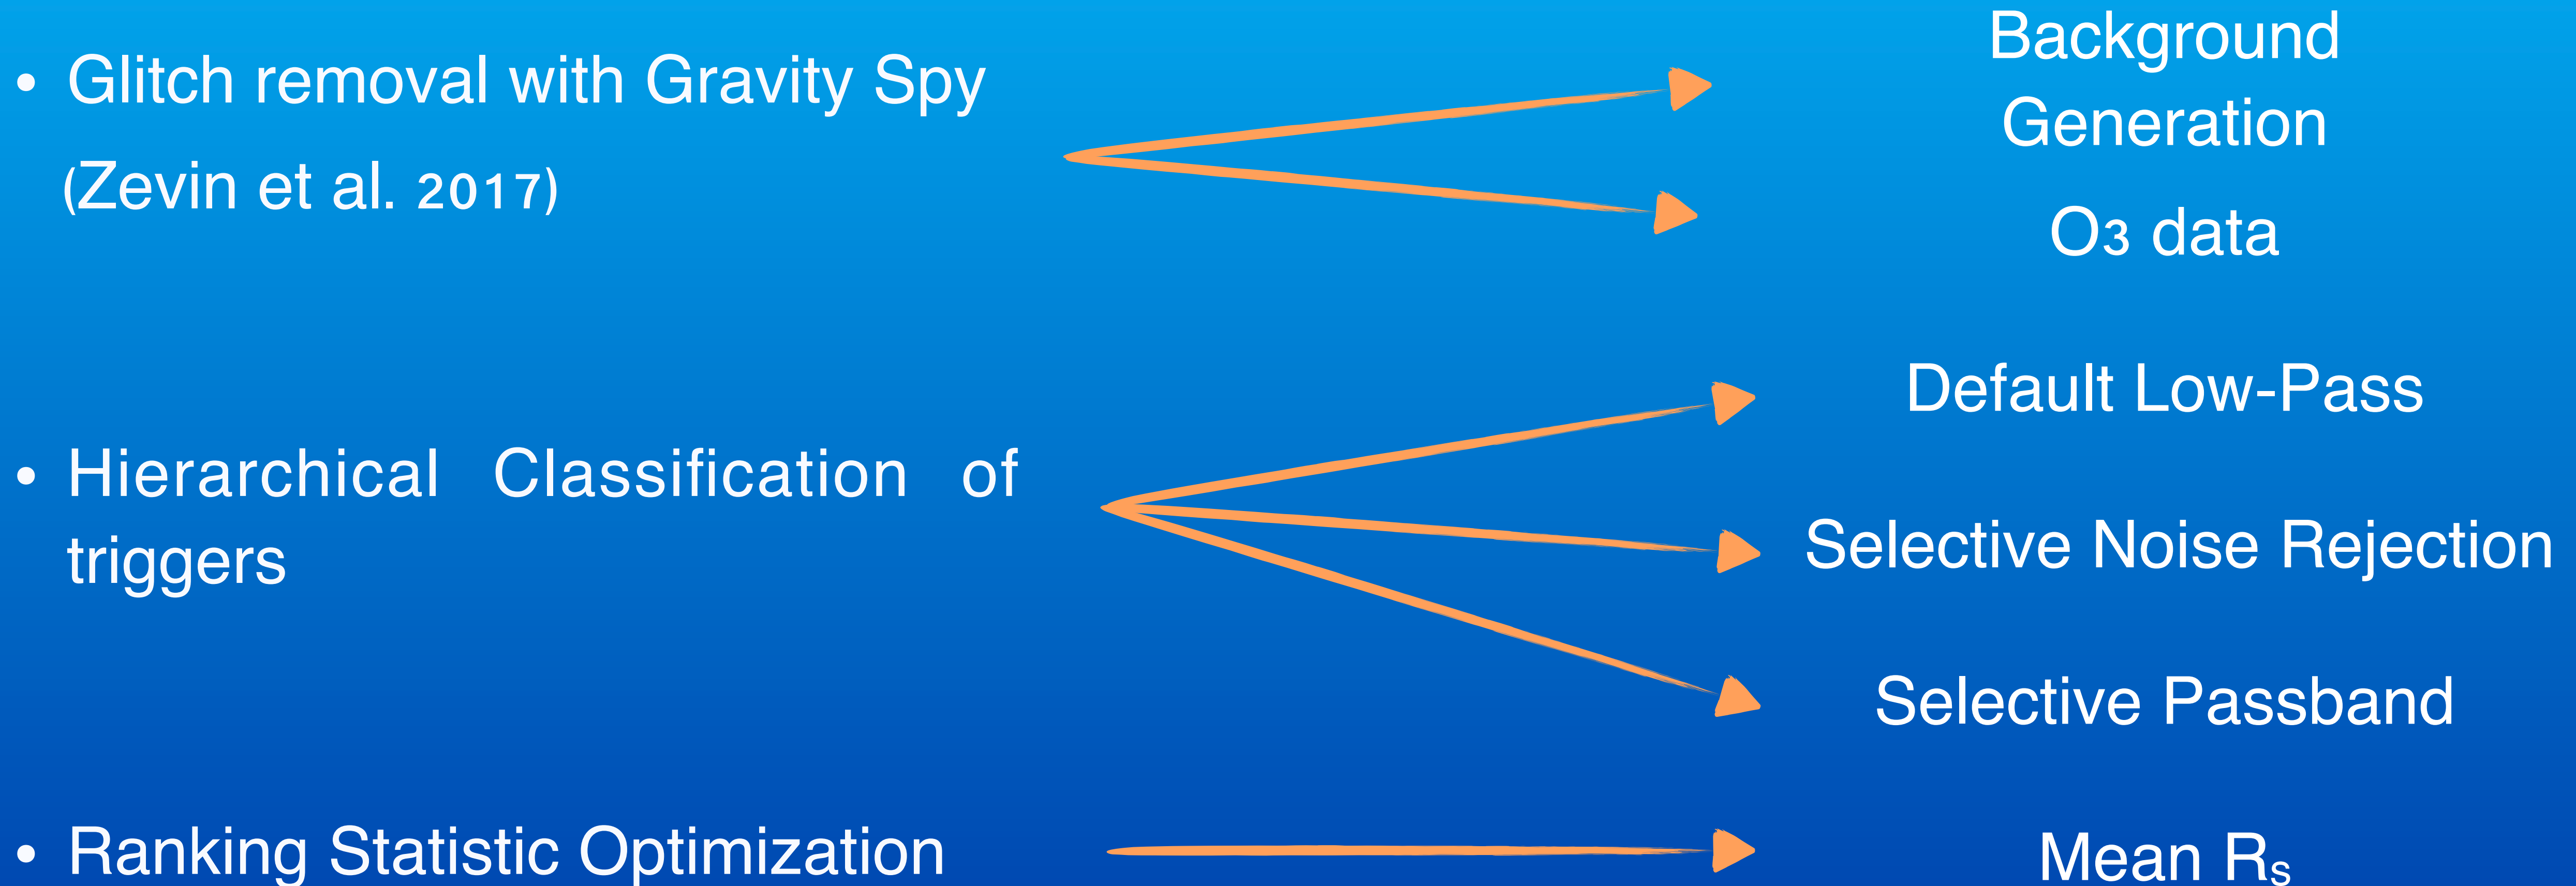 • Glitch removal with Gravity Spy
(Zevin et al. 2017)
Background
Generation
O3 data
• Hierarchical Classification of
triggers
Default Low-Pass
Selective Noise Rejection
Selective Passband
• Ranking Statistic Optimization
Mean Rₛ